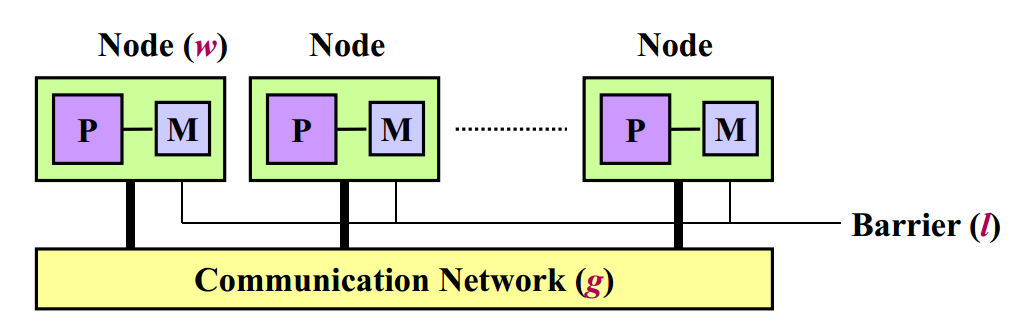 Node (w) Node Node
P M P M P M
Barrier (l)
Communication Network (g)